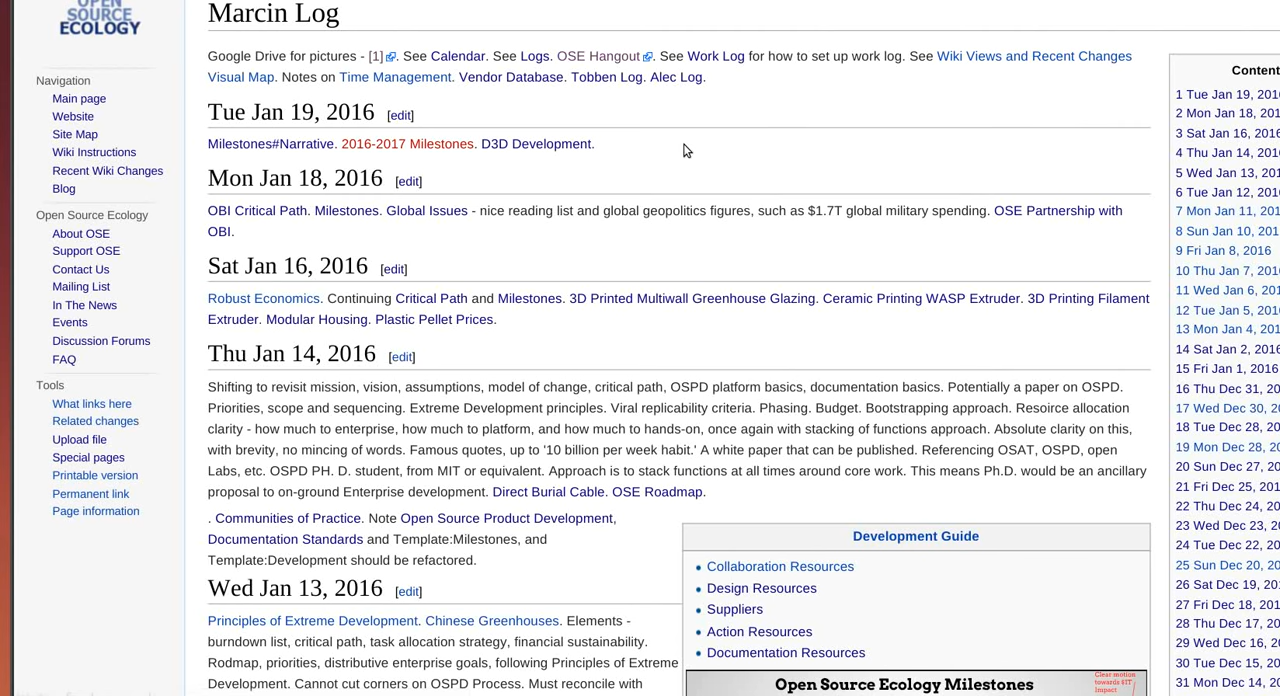 OPEN
SOURCE
ECOLOGY
Navigation
Main page
Website
Site Map
Wiki Instructions
Recent Wiki Changes
Blog
Open Source Ecology
About OSE
Support OSE
Contact Us
Mailing List
In The News
Events
Discussion Forums
FAQ
Tools
What links here
Related changes
Upload file
Special pages
Printable version
Permanent link
Page information
Marcin Log
Google Drive for pictures - [1]. See Calendar. See Logs. OSE Hangout. See Work Log for how to set up work log. See Wiki Views and Recent Changes
Visual Map. Notes on Time Management. Vendor Database. Tobben Log. Alec Log.
Tue Jan 19, 2016 [edit]
Milestones#Narrative. 2016-2017 Milestones. D3D Development.
Mon Jan 18, 2016 [edit]
OBI Critical Path. Milestones. Global Issues - nice reading list and global geopolitics figures, such as $1.7T global military spending. OSE Partnership with
OBI.
Sat Jan 16, 2016 [edit]
Robust Economics. Continuing Critical Path and Milestones. 3D Printed Multiwall Greenhouse Glazing. Ceramic Printing WASP Extruder. 3D Printing Filament
Extruder. Modular Housing. Plastic Pellet Prices.
Thu Jan 14, 2016 [edit]
Shifting to revisit mission, vision, assumptions, model of change, critical path, OSPD platform basics, documentation basics. Potentially a paper on OSPD.
Priorities, scope and sequencing. Extreme Development principles. Viral replicability criteria. Phasing. Budget. Bootstrapping approach. Resoirce allocation
clarity - how much to enterprise, how much to platform, and how much to hands-on, once again with stacking of functions approach. Absolute clarity on this,
with brevity, no mincing of words. Famous quotes, up to '10 billion per week habit.' A white paper that can be published. Referencing OSAT, OSPD, open
Labs, etc. OSPD PH. D. student, from MIT or equivalent. Approach is to stack functions at all times around core work. This means Ph.D. would be an ancillary
proposal to on-ground Enterprise development. Direct Burial Cable. OSE Roadmap.
. Communities of Practice. Note Open Source Product Development,
Documentation Standards and Template:Milestones, and
Template:Development should be refactored.
Wed Jan 13, 2016 [edit]
Principles of Extreme Development. Chinese Greenhouses. Elements -
burndown list, critical path, task allocation strategy, financial sustainability.
Rodmap, priorities, distributive enterprise goals, following Principles of Extreme
Development. Cannot cut corners on OSPD Process. Must reconcile with
Development Guide
Collaboration Resources
Design Resources
Suppliers
Action Resources
Documentation Resources
Open Source Ecology Milestones
Clear motion
towards $1T
Impact
Content
1 Tue Jan 19, 201
2 Mon Jan 18, 201
3 Sat Jan 16, 2016
4 Thu Jan 14, 201
5 Wed Jan 13, 201
6 Tue Jan 12, 201
7 Mon Jan 11, 201
8 Sun Jan 10, 201
9 Fri Jan 8, 2016
10 Thu Jan 7, 201
11 Wed Jan 6, 201
12 Tue Jan 5, 201
13 Mon Jan 4, 201
14 Sat Jan 2, 2016
15 Fri Jan 1, 2016
16 Thu Dec 31, 20
17 Wed Dec 30, 20
18 Tue Dec 28, 20
19 Mon Dec 28, 20
20 Sun Dec 27, 20
21 Fri Dec 25, 201
22 Thu Dec 24, 20
23 Wed Dec 23, 20
24 Tue Dec 22, 20
25 Sun Dec 20, 20
26 Sat Dec 19, 201
27 Fri Dec 18, 201
28 Thu Dec 17, 20
29 Wed Dec 16, 20
30 Tue Dec 15, 20
31 Mon Dec 14, 20